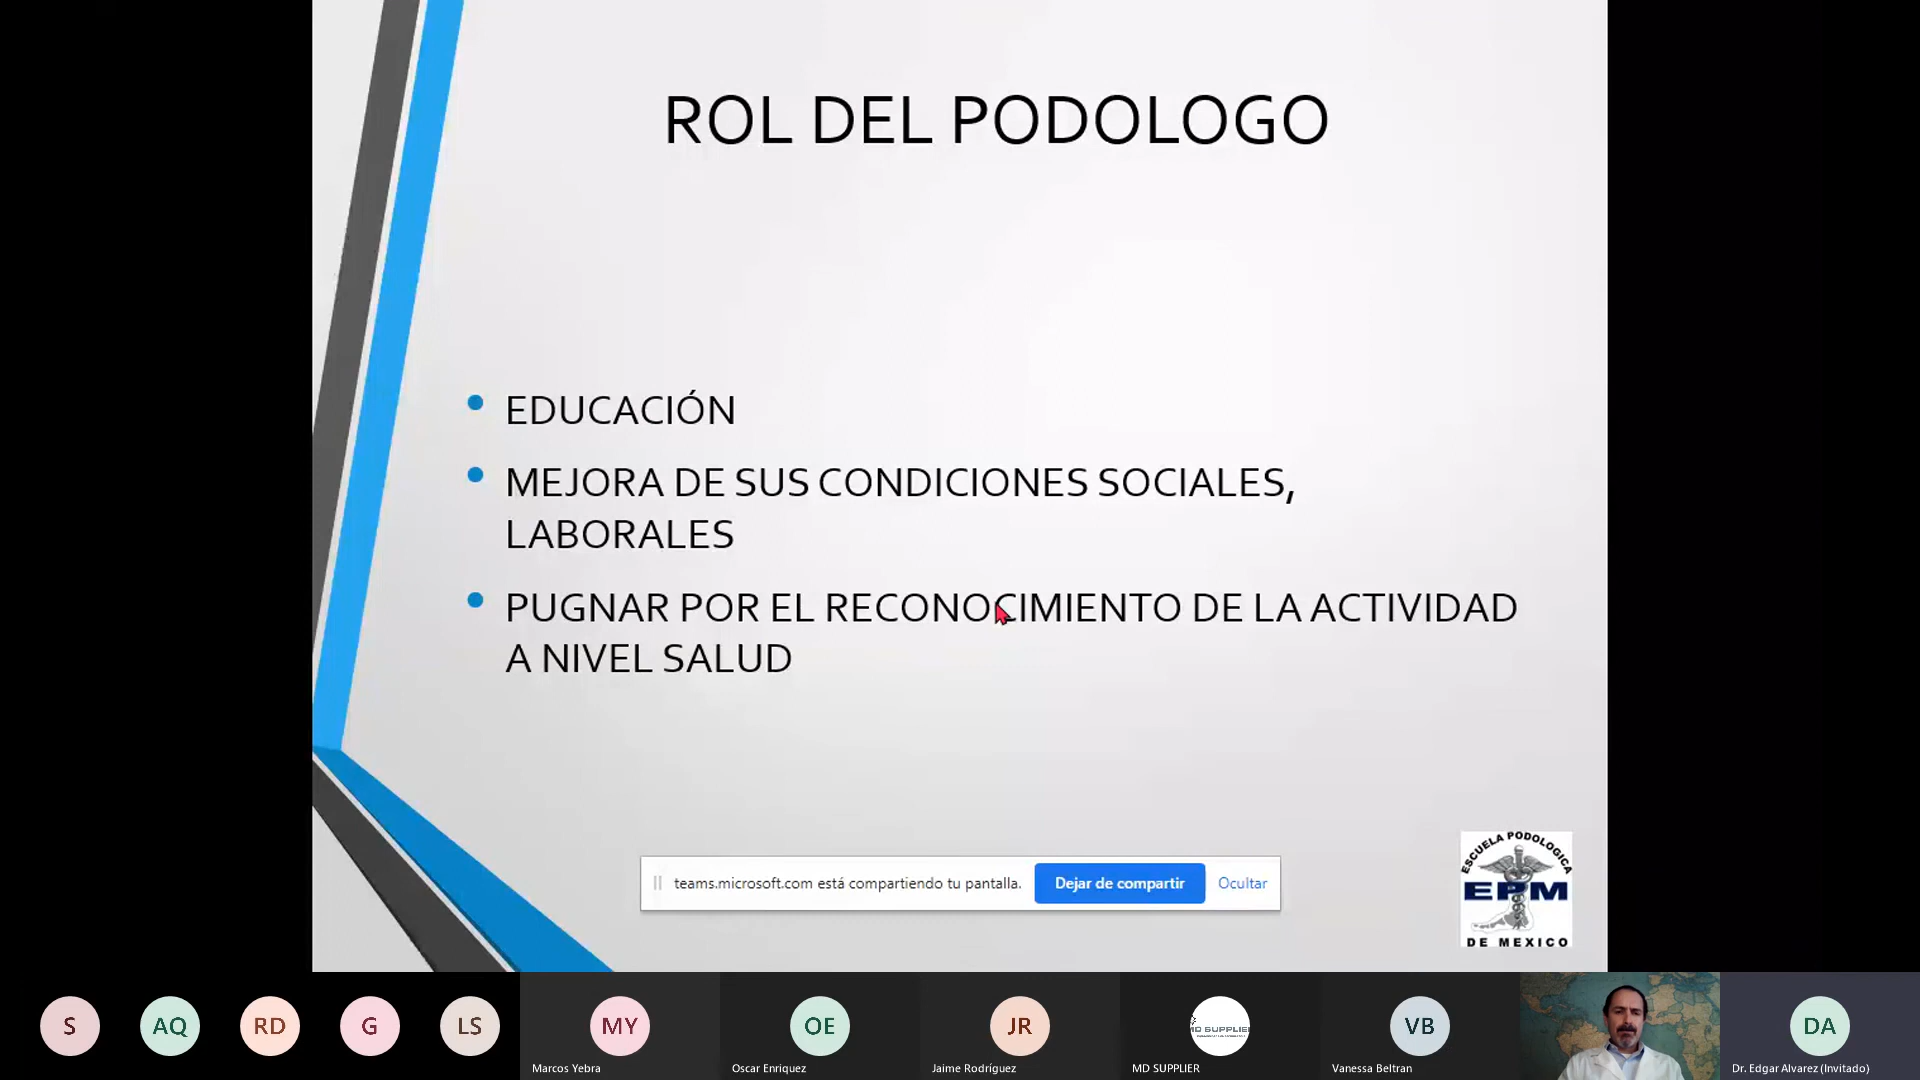 ROL DEL PODOLOGO
EDUCACIÓN
MEJORA DE SUS CONDICIONES SOCIALES,
LABORALES
PUGNAR POR EL RECONOCIMIENTO DE LA ACTIVIDAD
A NIVEL SALUD
ESCUELA PODOLOGICA
EPM
DE MEXICO
teams.microsoft.com está compartiendo tu pantalla.
Dejar de compartir
Ocultar
S
AQ
RD
G
LS
MY
Marcos Yebra
OE
Oscar Enriquez
JR
Jaime Rodríguez
MD SUPPLIER
MD SUPPLIER
VB
Vanessa Beltran
DA
Dr. Edgar Alvarez (Invitado)